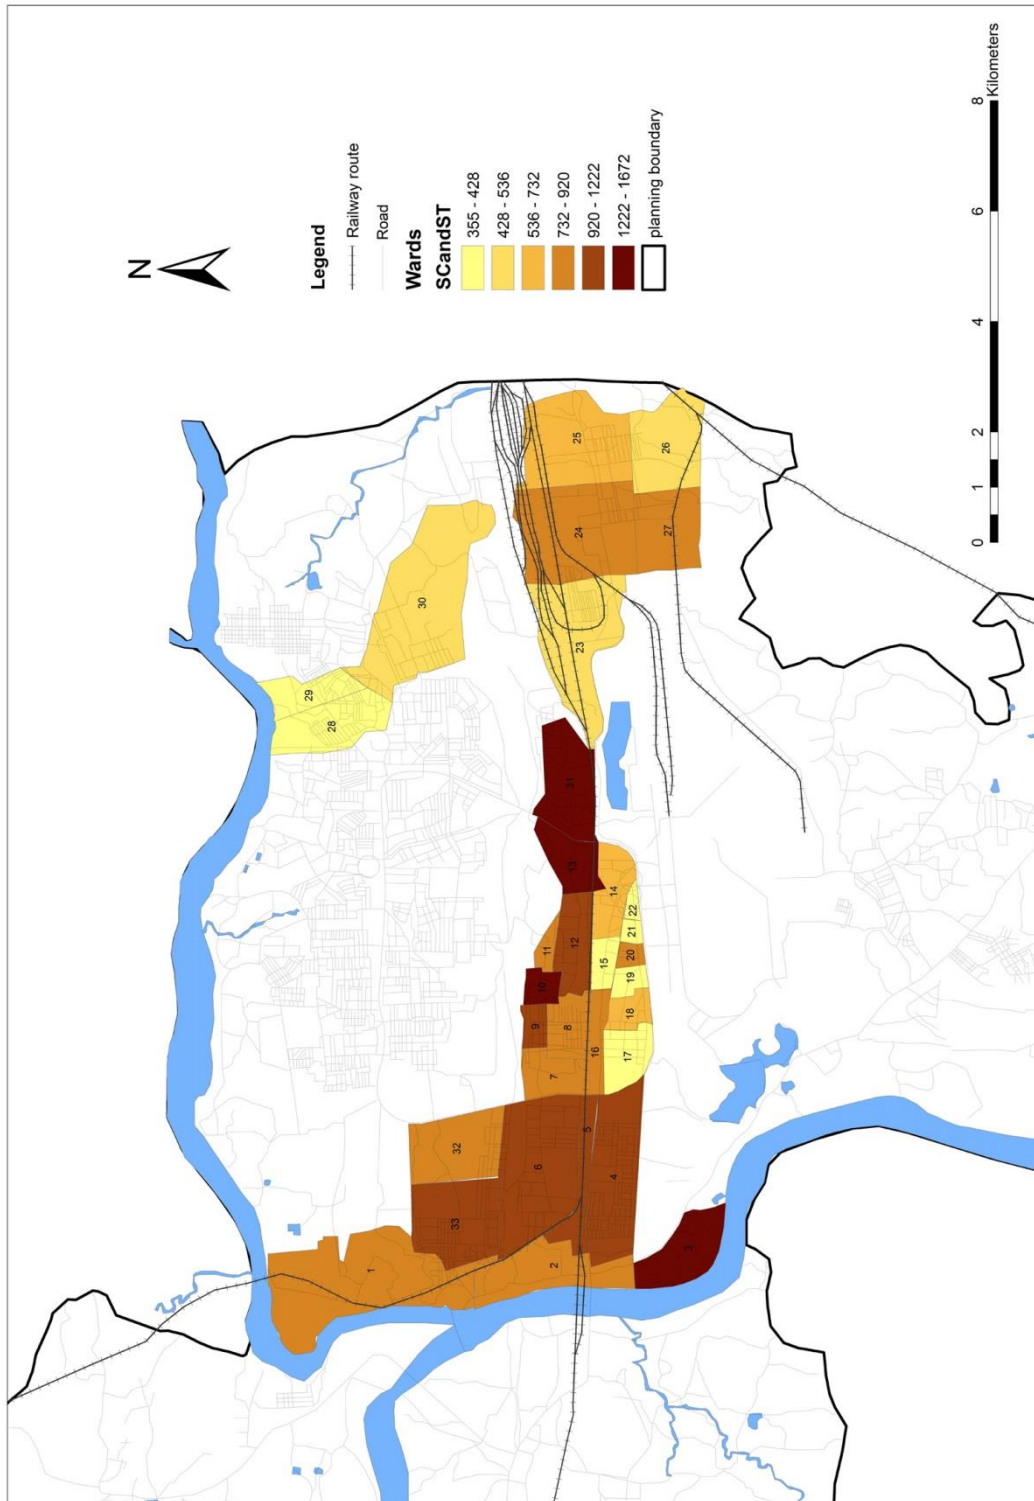 N
Legend
Railway route
Road
Wards
SCandST
355 - 428
428 - 536
536 - 732
732 - 920
920 - 1222
1222 - 1672
planning boundary
0 1 2 4 6 8
Kilometers
1
2
3
4
5
6
7
8
9
10
11
12
13
14
15
16
17
18
19
20
21
22
23
24
25
26
27
28
29
30
31
32
33